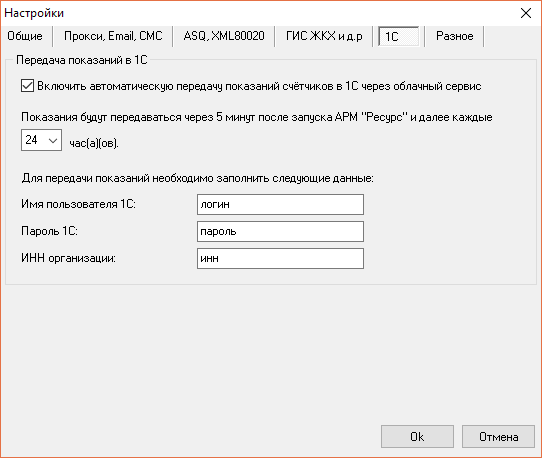 Настройки
Общие
Прокси, Email, СМС
ASQ, XML80020
ГИС ЖКХ и д.р
1С
Разное
Передача показаний в 1С
Включить автоматическую передачу показаний счётчиков в 1С через облачный сервис
Показания будут передаваться через 5 минут после запуска АРМ "Ресурс" и далее каждые
24 час(а)(ов).
Для передачи показаний необходимо заполнить следующие данные:
Имя пользователя 1С: логин
Пароль 1С: пароль
ИНН организации: инн
Ok
Отмена